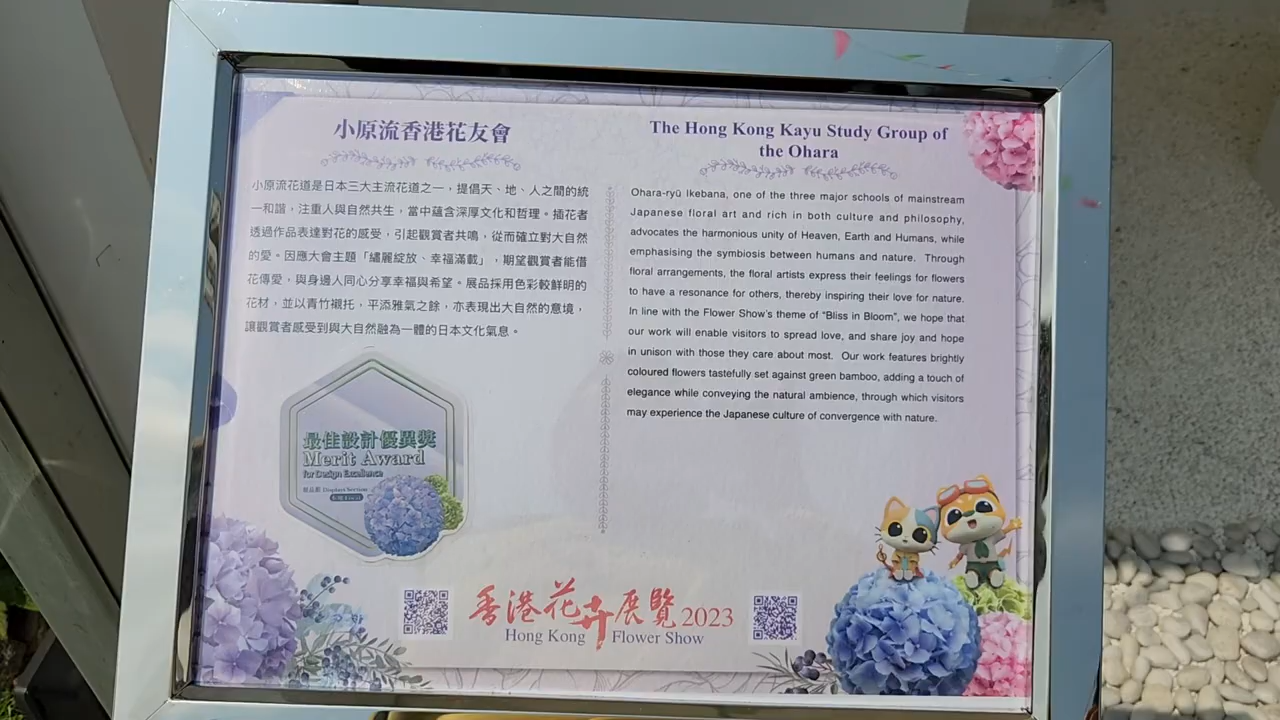 小原流香港花友會
小原流花道是日本三大主流花道之一，提倡天、地、人之間的統
一和諧，注重人與自然共生，當中蘊含深厚文化和哲理。插花者
透過作品表達對花的感受，引起觀賞者共鳴，從而確立對大自然
的愛。因應大會主題「繡麗綻放、幸福滿載」，期望觀賞者能借
花傳愛，與身邊人同心分享幸福與希望。展品採用色彩較鮮明的
花材，並以青竹襯托，平添雅氣之餘，亦表現出大自然的意境，
讓觀賞者感受到與大自然融為一體的日本文化氣息。
最佳設計優異獎
Merit Award
for Design Excellence
Displays Section
The Hong Kong Kayu Study Group of
the Ohara
Ohara-ryū Ikebana, one of the three major schools of mainstream
Japanese floral art and rich in both culture and philosophy,
advocates the harmonious unity of Heaven, Earth and Humans, while
emphasising the symbiosis between humans and nature. Through
floral arrangements, the floral artists express their feelings for flowers
to have a resonance for others, thereby inspiring their love for nature.
In line with the Flower Show's theme of “Bliss in Bloom”, we hope that
our work will enable visitors to spread love, and share joy and hope
in unison with those they care about most. Our work features brightly
coloured flowers tastefully set against green bamboo, adding a touch of
elegance while conveying the natural ambience, through which visitors
may experience the Japanese culture of convergence with nature.
香港花卉展覽2023
Hong Kong Flower Show